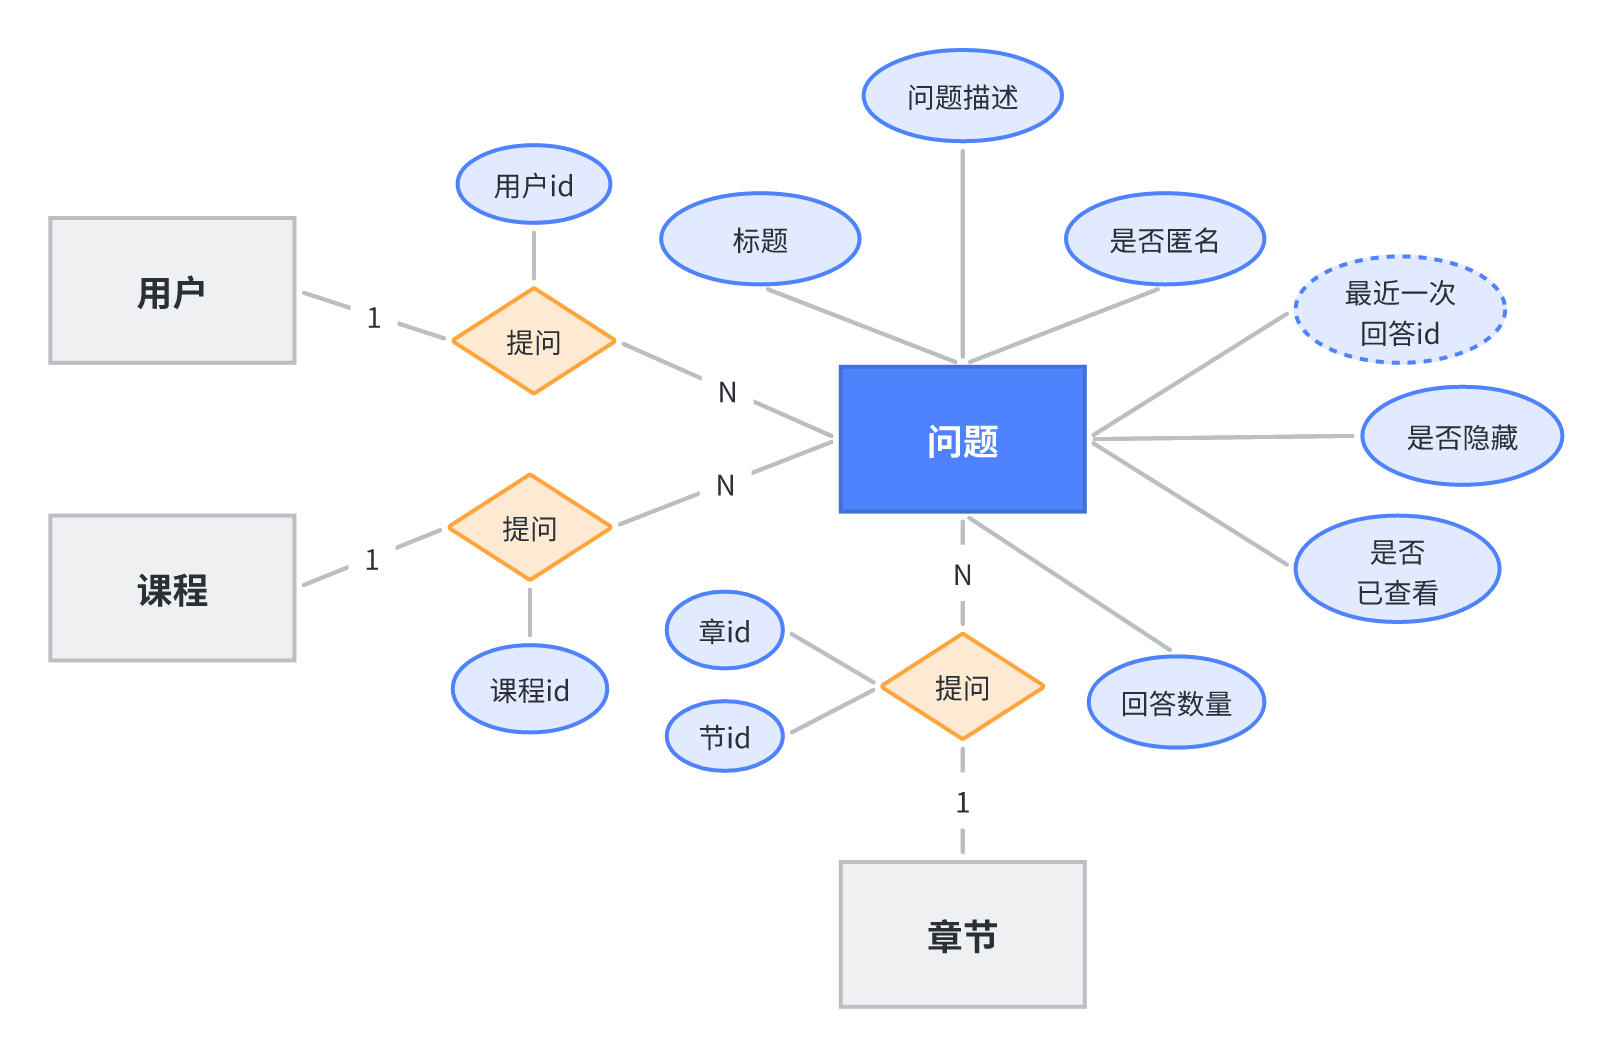 问题描述
用户id
标题
是否匿名
用户
1
提问
最近一次
回答id
N
问题
是否隐藏
N
提问
1
课程
课程id
是否
已查看
N
章id
节id
提问
回答数量
1
章节